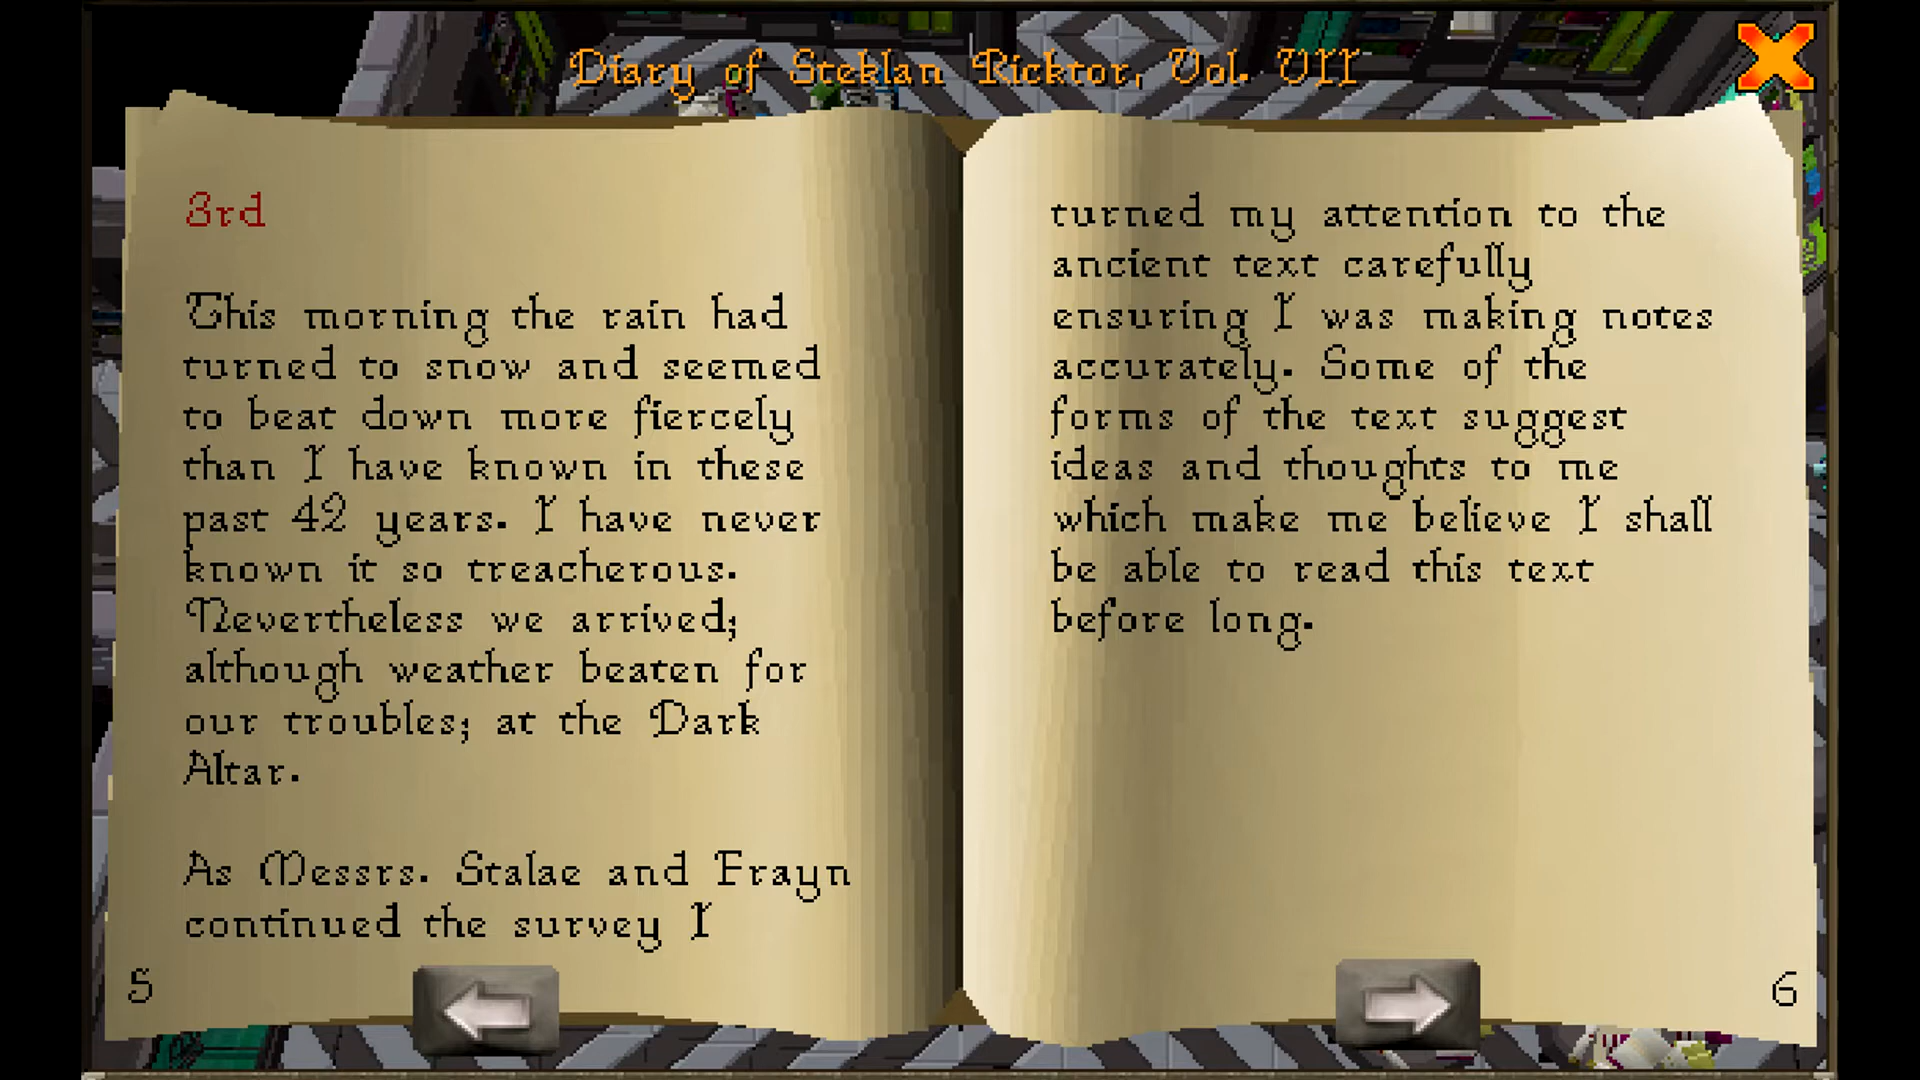 Diary of Steklan Ricktor, Vol. VII
3rd
This morning the rain had
turned to snow and seemed
to beat down more fiercely
than I have known in these
past 42 years. I have never
known it so treacherous.
Nevertheless we arrived;
although weather beaten for
our troubles; at the Dark
Altar.
As Messrs. Stalae and Frayn
continued the survey I
5
turned my attention to the
ancient text carefully
ensuring I was making notes
accurately. Some of the
forms of the text suggest
ideas and thoughts to me
which make me believe I shall
be able to read this text
before long.
6